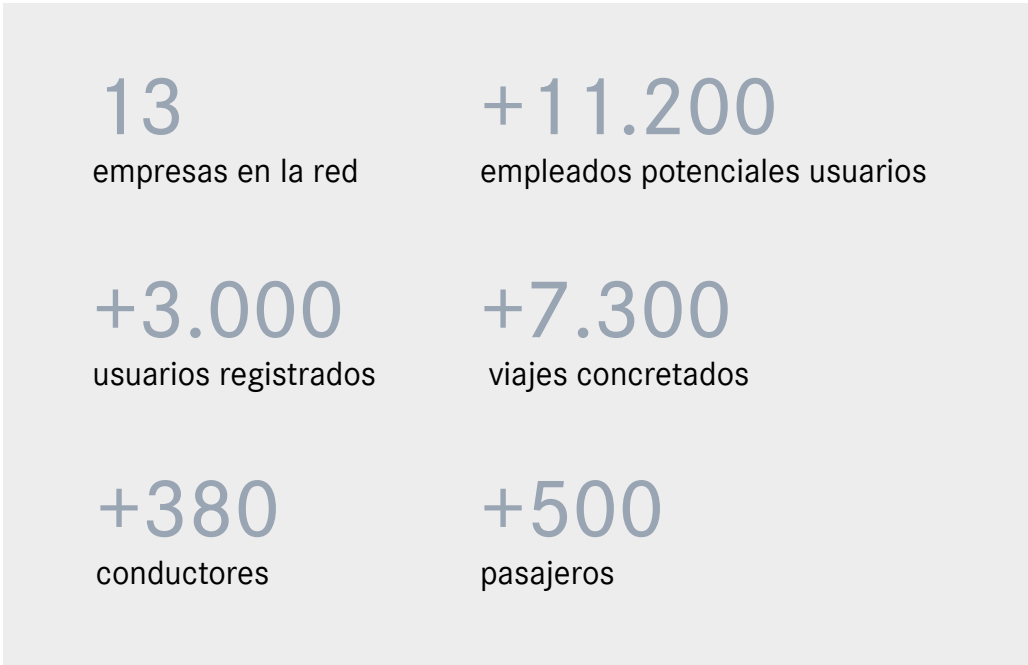 13
empresas en la red
+11.200
empleados potenciales usuarios
+3.000
usuarios registrados
+7.300
viajes concretados
+380
conductores
+500
pasajeros